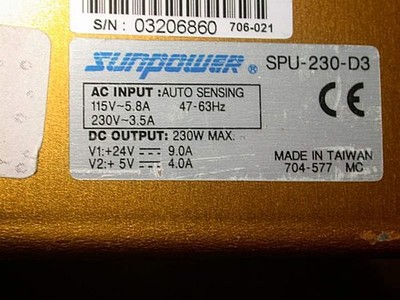 S/N : 03206860 706-021
SUNPOWER® SPU-230-D3
AC INPUT :AUTO SENSING
115V~5.8A 47-63Hz
230V~3.5A
CE
DC OUTPUT: 230W MAX.
V1:+24V ⎓ 9.0A
V2:+ 5V ⎓ 4.0A
MADE IN TAIWAN
704-577 MC